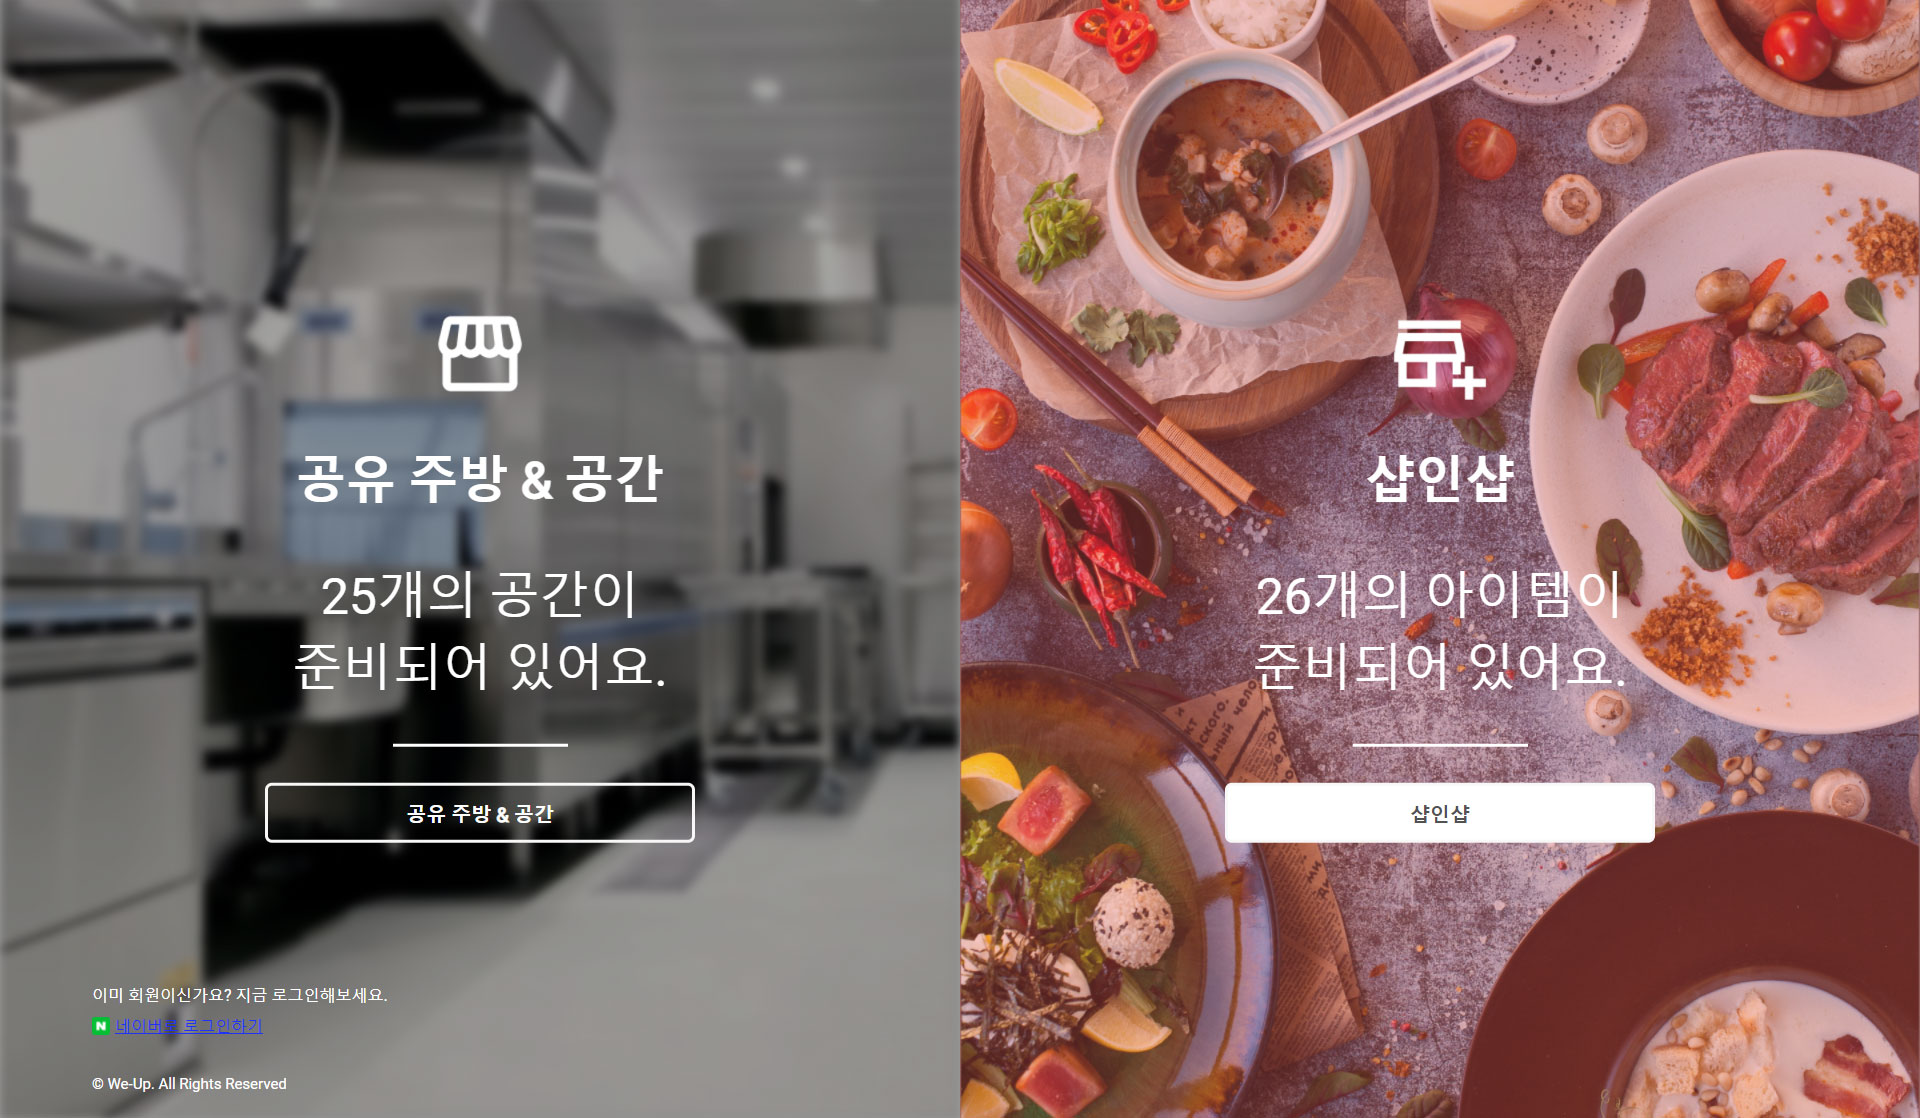 공유 주방 & 공간
25개의 공간이
준비되어 있어요.
공유 주방 & 공간
이미 회원이신가요? 지금 로그인해보세요.
N 네이버로 로그인하기
© We-Up. All Rights Reserved
샵인샵
26개의 아이템이
준비되어 있어요.
샵인샵